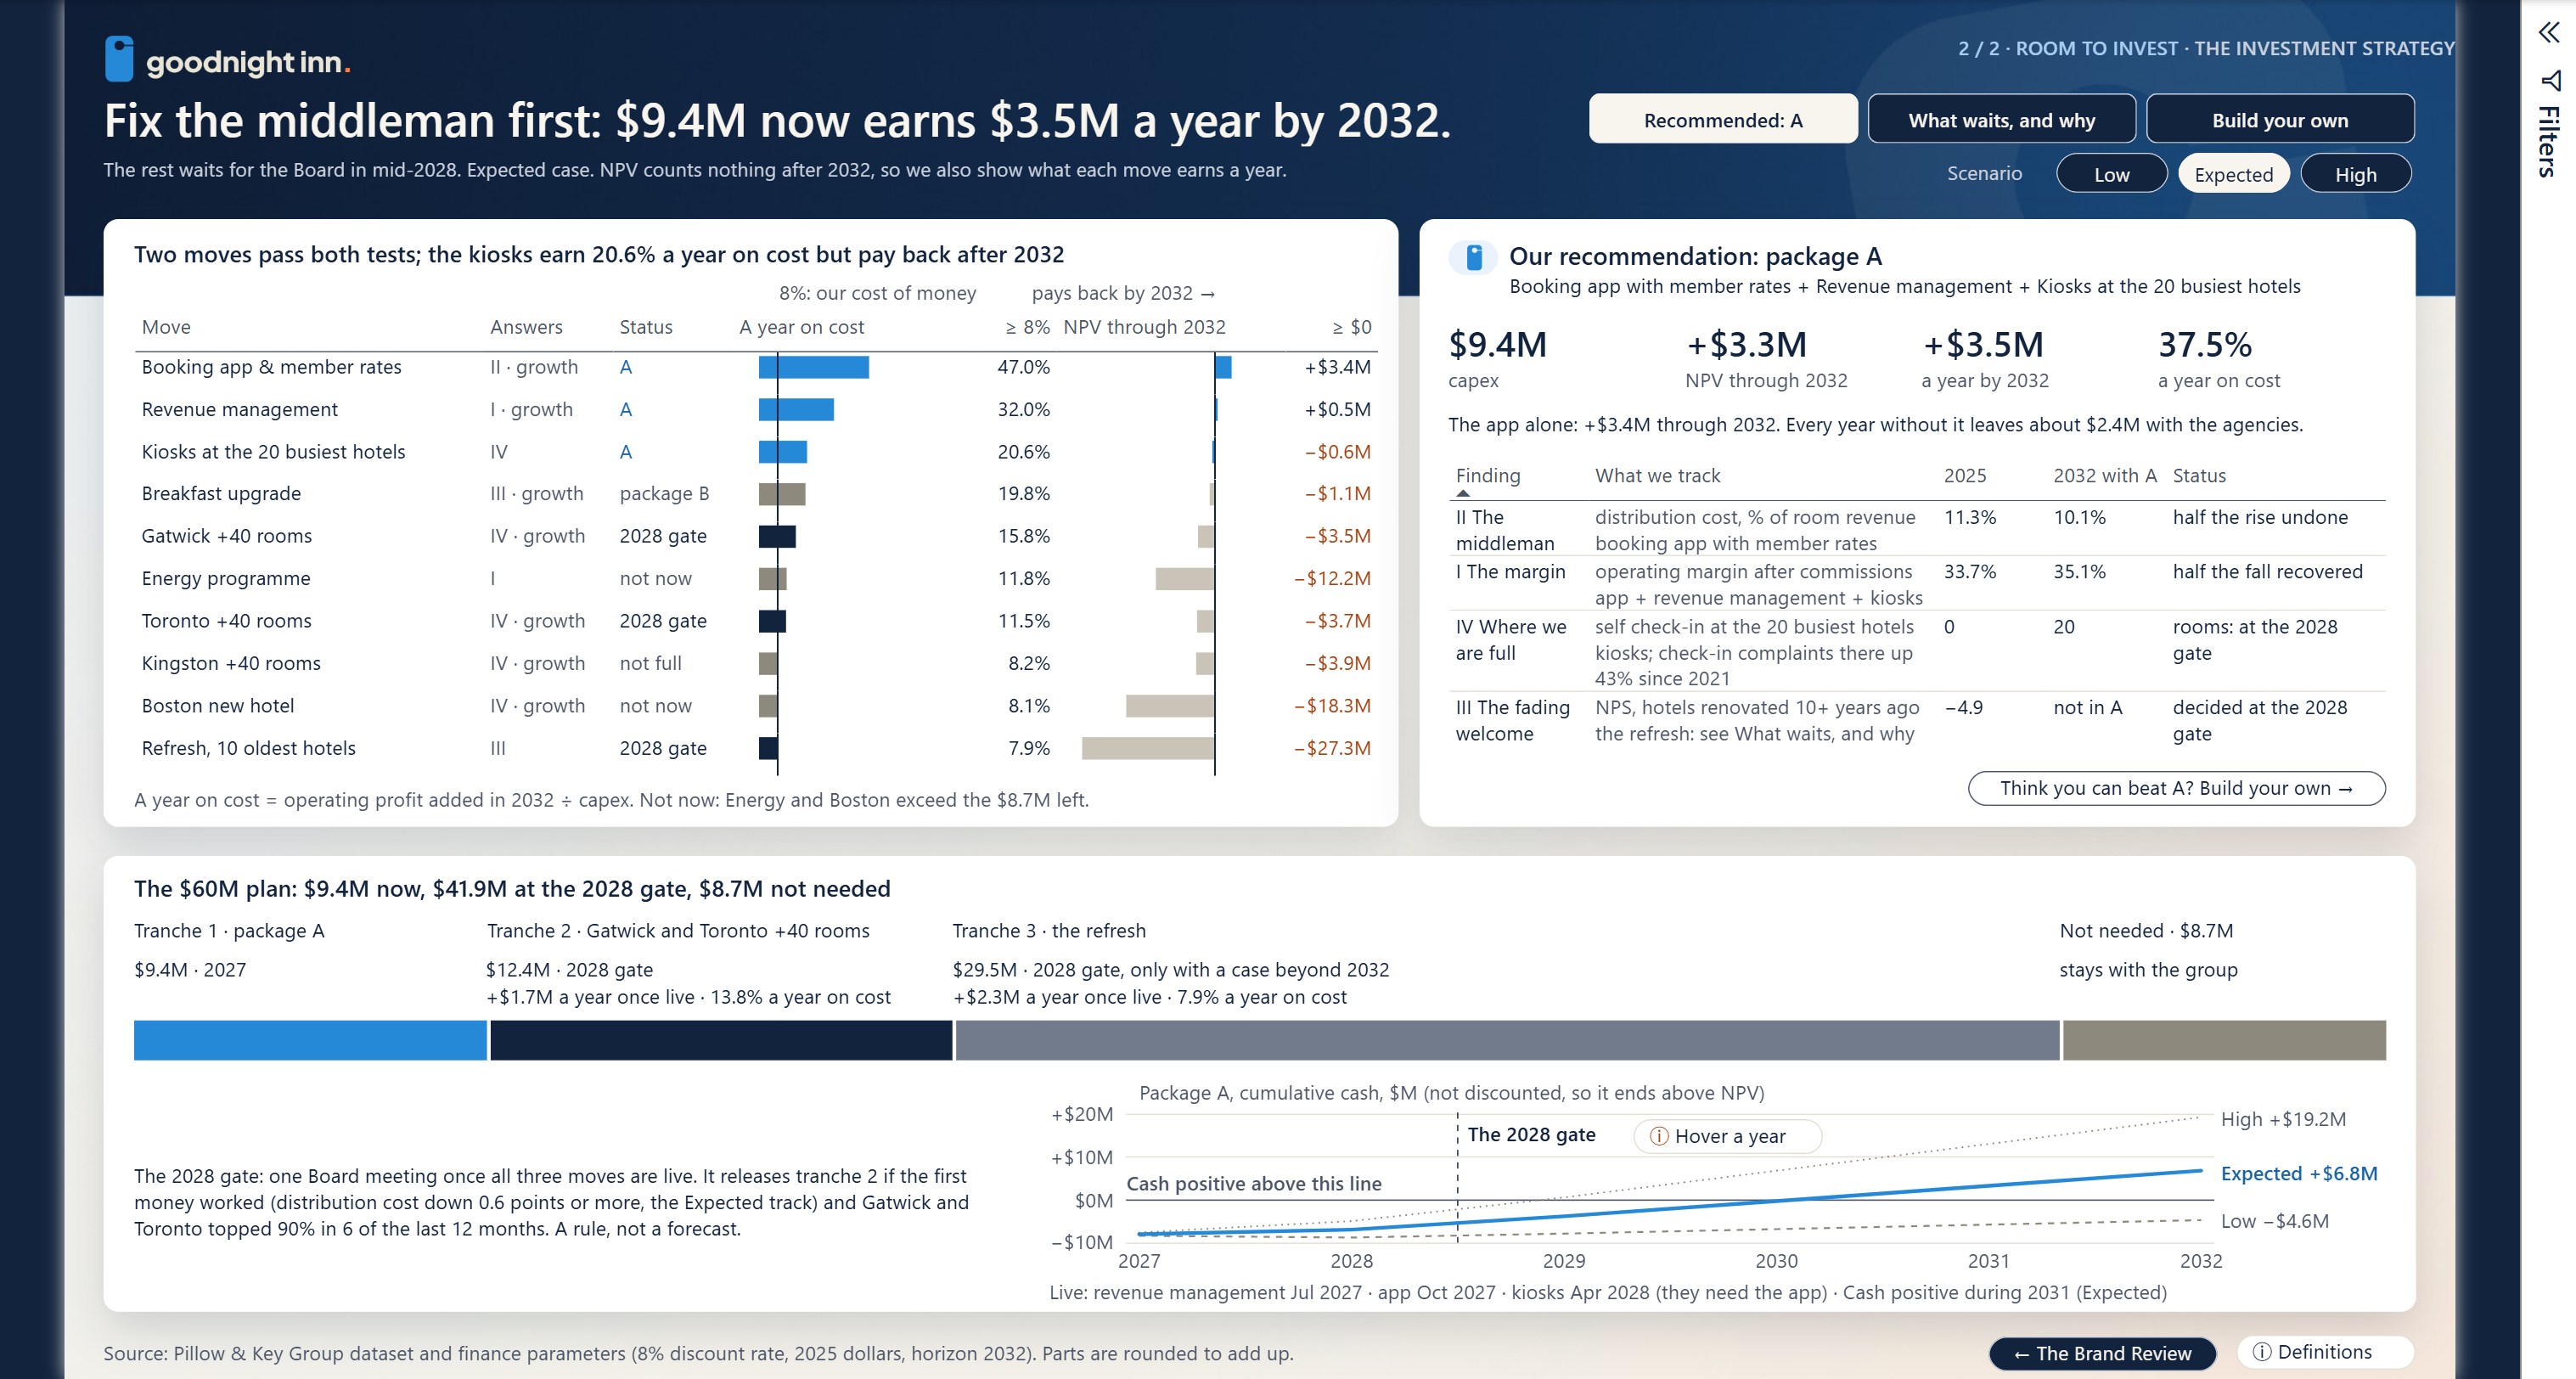 goodnight inn.
2 / 2 · ROOM TO INVEST · THE INVESTMENT STRATEGY
Fix the middleman first: $9.4M now earns $3.5M a year by 2032.
The rest waits for the Board in mid-2028. Expected case. NPV counts nothing after 2032, so we also show what each move earns a year.
Recommended: A
What waits, and why
Build your own
Scenario
Low
Expected
High
Filters
Two moves pass both tests; the kiosks earn 20.6% a year on cost but pay back after 2032
8%: our cost of money
pays back by 2032 →
Move Answers Status A year on cost ≥ 8% NPV through 2032 ≥ $0
Booking app & member rates II · growth A 47.0% +$3.4M
Revenue management I · growth A 32.0% +$0.5M
Kiosks at the 20 busiest hotels IV A 20.6% −$0.6M
Breakfast upgrade III · growth package B 19.8% −$1.1M
Gatwick +40 rooms IV · growth 2028 gate 15.8% −$3.5M
Energy programme I not now 11.8% −$12.2M
Toronto +40 rooms IV · growth 2028 gate 11.5% −$3.7M
Kingston +40 rooms IV · growth not full 8.2% −$3.9M
Boston new hotel IV · growth not now 8.1% −$18.3M
Refresh, 10 oldest hotels III 2028 gate 7.9% −$27.3M
A year on cost = operating profit added in 2032 ÷ capex. Not now: Energy and Boston exceed the $8.7M left.
Our recommendation: package A
Booking app with member rates + Revenue management + Kiosks at the 20 busiest hotels
$9.4M +$3.3M +$3.5M 37.5%
capex NPV through 2032 a year by 2032 a year on cost
The app alone: +$3.4M through 2032. Every year without it leaves about $2.4M with the agencies.
Finding What we track 2025 2032 with A Status
II The distribution cost, % of room revenue 11.3% 10.1% half the rise undone
middleman booking app with member rates
I The margin operating margin after commissions 33.7% 35.1% half the fall recovered
app + revenue management + kiosks
IV Where we self check-in at the 20 busiest hotels 0 20 rooms: at the 2028
are full kiosks; check-in complaints there up gate
43% since 2021
III The fading NPS, hotels renovated 10+ years ago −4.9 not in A decided at the 2028
welcome the refresh: see What waits, and why gate
Think you can beat A? Build your own →
The $60M plan: $9.4M now, $41.9M at the 2028 gate, $8.7M not needed
Tranche 1 · package A
$9.4M · 2027
Tranche 2 · Gatwick and Toronto +40 rooms
$12.4M · 2028 gate
+$1.7M a year once live · 13.8% a year on cost
Tranche 3 · the refresh
$29.5M · 2028 gate, only with a case beyond 2032
+$2.3M a year once live · 7.9% a year on cost
Not needed · $8.7M
stays with the group
The 2028 gate: one Board meeting once all three moves are live. It releases tranche 2 if the first
money worked (distribution cost down 0.6 points or more, the Expected track) and Gatwick and
Toronto topped 90% in 6 of the last 12 months. A rule, not a forecast.
Package A, cumulative cash, $M (not discounted, so it ends above NPV)
+$20M
+$10M
$0M
−$10M
The 2028 gate
ⓘ Hover a year
Cash positive above this line
High +$19.2M
Expected +$6.8M
Low −$4.6M
2027 2028 2029 2030 2031 2032
Live: revenue management Jul 2027 · app Oct 2027 · kiosks Apr 2028 (they need the app) · Cash positive during 2031 (Expected)
Source: Pillow & Key Group dataset and finance parameters (8% discount rate, 2025 dollars, horizon 2032). Parts are rounded to add up.
← The Brand Review
ⓘ Definitions